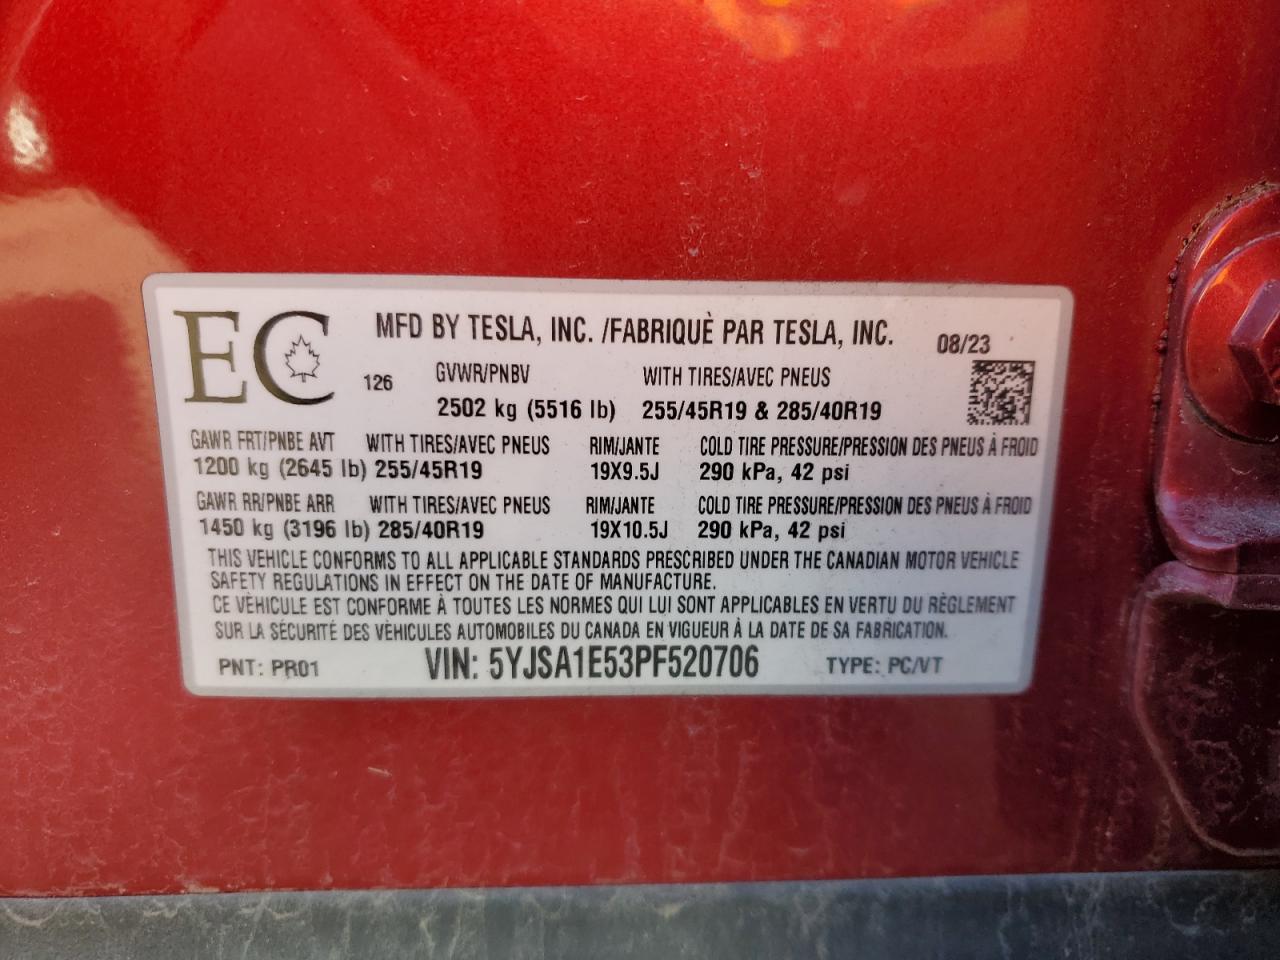 EC MFD BY TESLA, INC. /FABRIQUÈ PAR TESLA, INC. 08/23
126 GVWR/PNBV WITH TIRES/AVEC PNEUS
2502 kg (5516 lb) 255/45R19 & 285/40R19
GAWR FRT/PNBE AVT WITH TIRES/AVEC PNEUS RIM/JANTE COLD TIRE PRESSURE/PRESSION DES PNEUS À FROID
1200 kg (2645 lb) 255/45R19 19X9.5J 290 kPa, 42 psi
GAWR RR/PNBE ARR WITH TIRES/AVEC PNEUS RIM/JANTE COLD TIRE PRESSURE/PRESSION DES PNEUS À FROID
1450 kg (3196 lb) 285/40R19 19X10.5J 290 kPa, 42 psi
THIS VEHICLE CONFORMS TO ALL APPLICABLE STANDARDS PRESCRIBED UNDER THE CANADIAN MOTOR VEHICLE
SAFETY REGULATIONS IN EFFECT ON THE DATE OF MANUFACTURE.
CE VÈHICULE EST CONFORME À TOUTES LES NORMES QUI LUI SONT APPLICABLES EN VERTU DU RÈGLEMENT
SUR LA SÈCURITÈ DES VÈHICULES AUTOMOBILES DU CANADA EN VIGUEUR À LA DATE DE SA FABRICATION.
PNT: PR01 VIN: 5YJSA1E53PF520706 TYPE: PC/VT